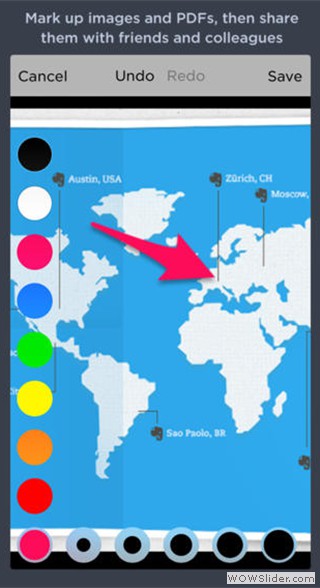 Mark up images and PDFs, then share
them with friends and colleagues
Cancel Undo Redo Save
Austin, USA
Zürich, CH
Moscow,
Sao Paolo, BR
WOWSlider.com